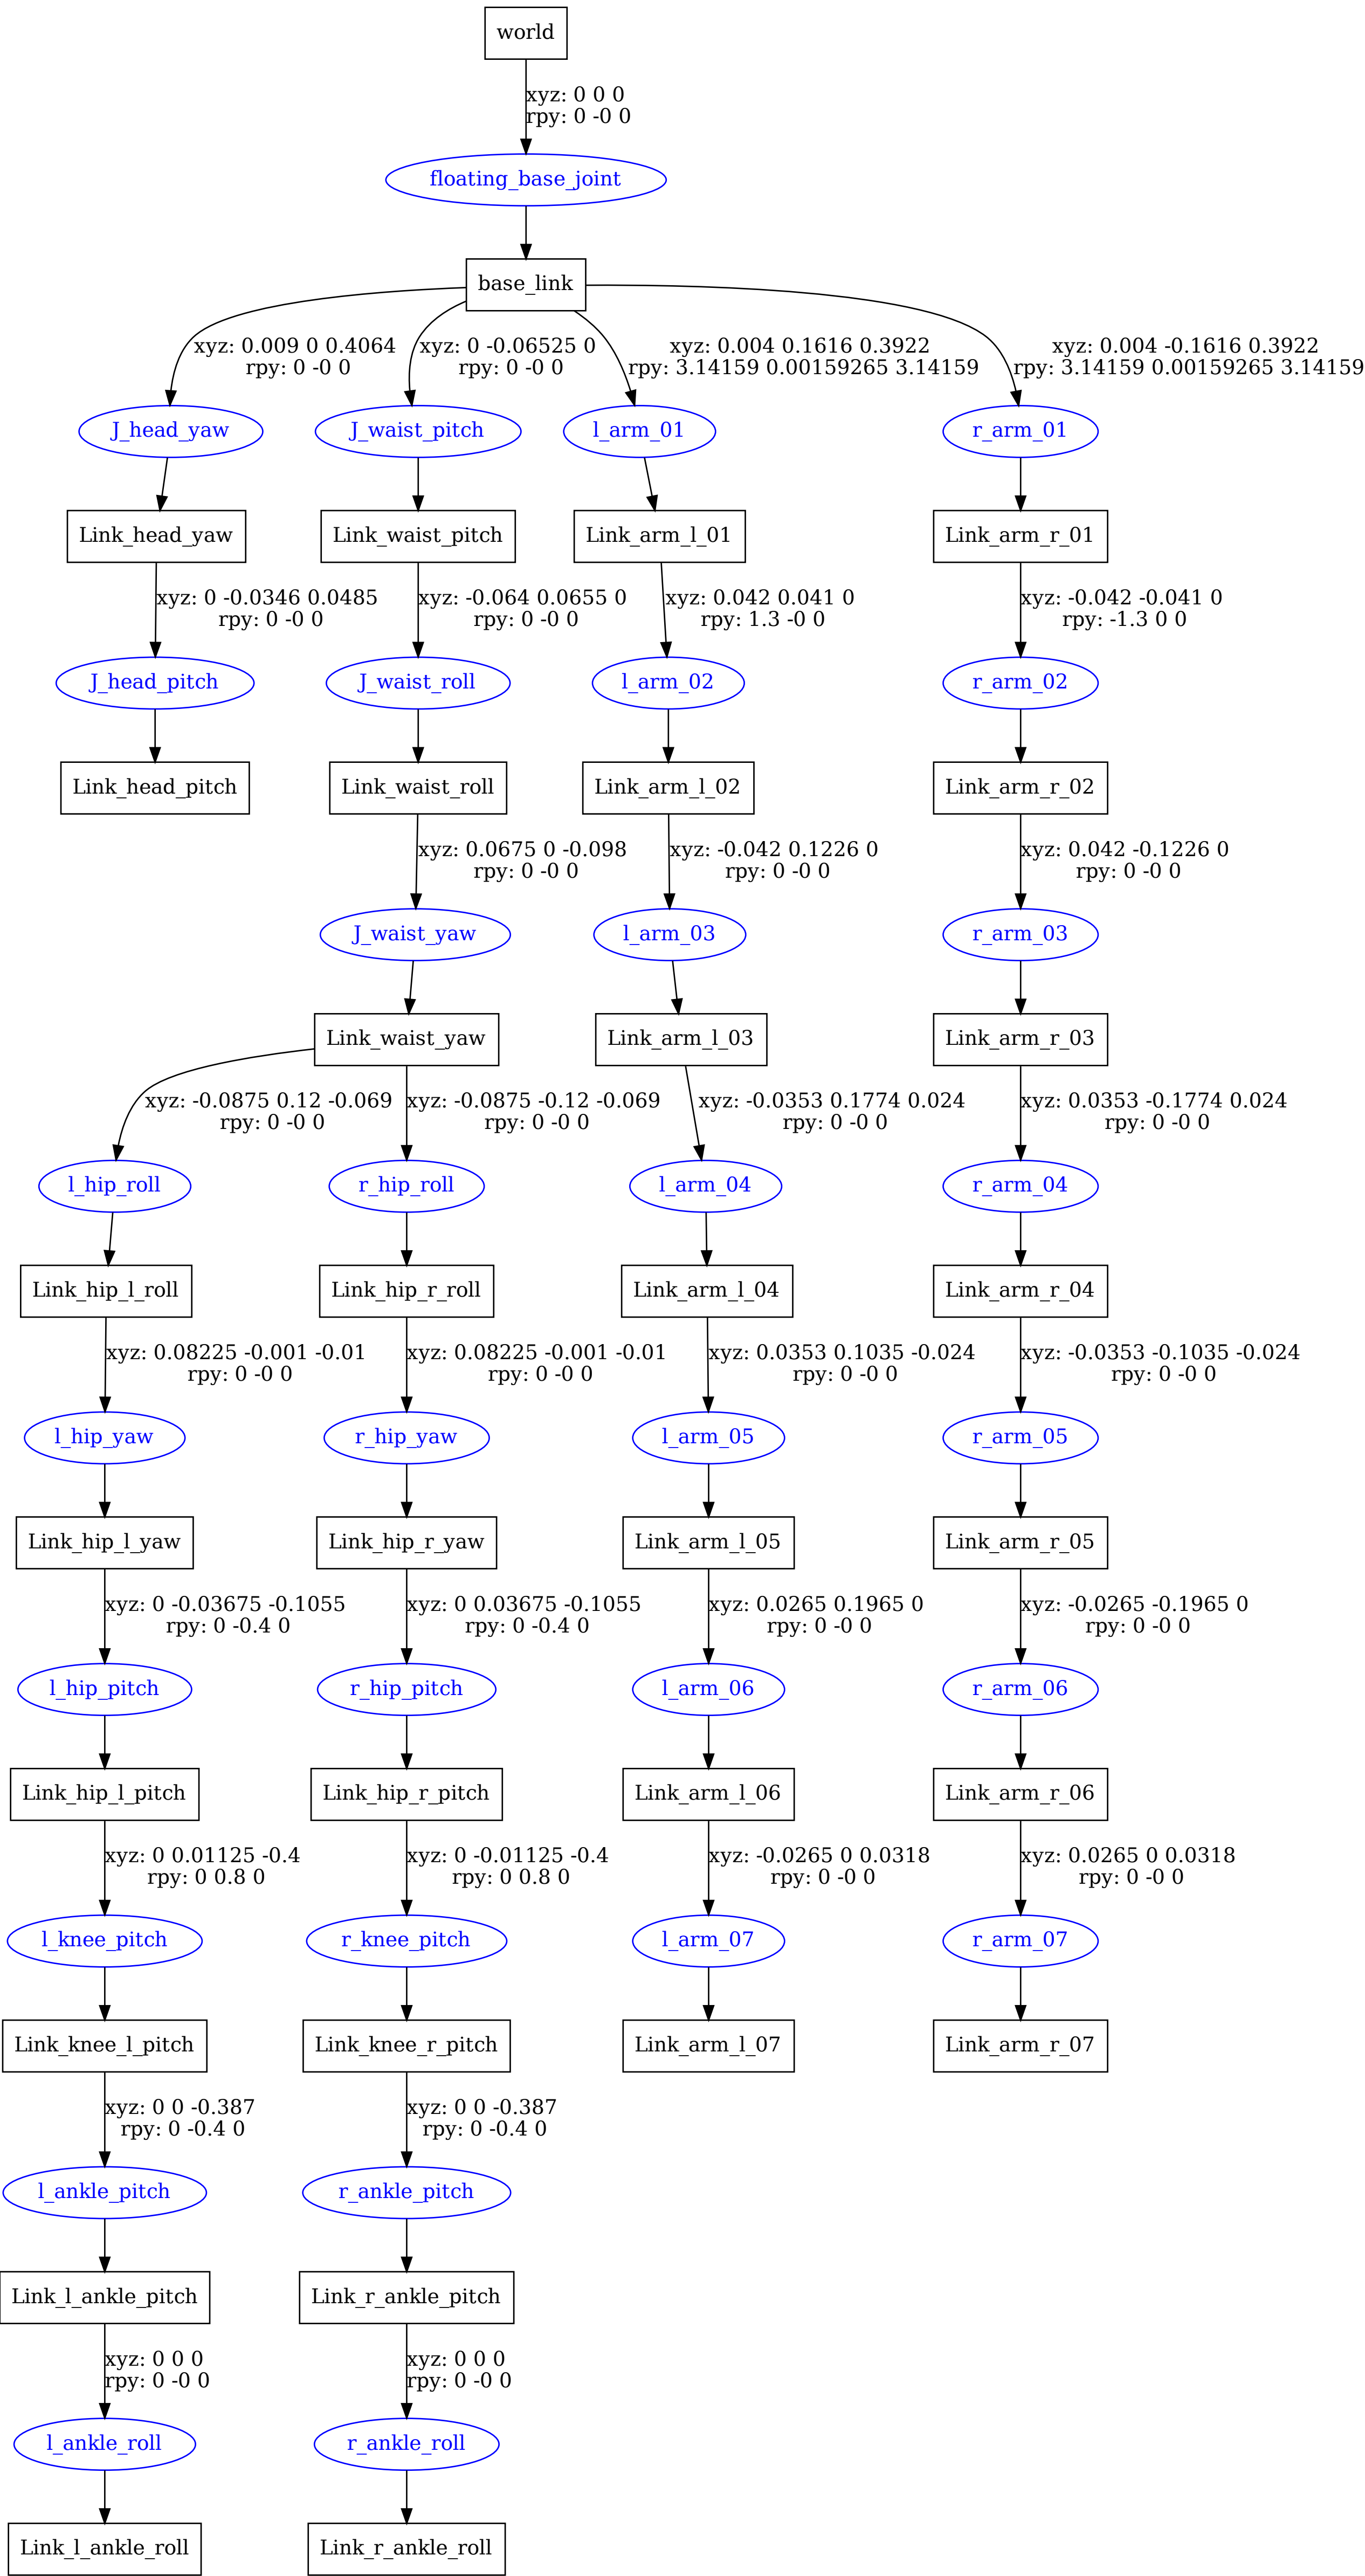 world
xyz: 0 0 0
rpy: 0 -0 0
floating_base_joint
base_link
xyz: 0.009 0 0.4064
rpy: 0 -0 0
xyz: 0 -0.06525 0
rpy: 0 -0 0
xyz: 0.004 0.1616 0.3922
rpy: 3.14159 0.00159265 3.14159
xyz: 0.004 -0.1616 0.3922
rpy: 3.14159 0.00159265 3.14159
J_head_yaw
J_waist_pitch
l_arm_01
r_arm_01
Link_head_yaw
Link_waist_pitch
Link_arm_l_01
Link_arm_r_01
xyz: 0 -0.0346 0.0485
rpy: 0 -0 0
xyz: -0.064 0.0655 0
rpy: 0 -0 0
xyz: 0.042 0.041 0
rpy: 1.3 -0 0
xyz: -0.042 -0.041 0
rpy: -1.3 0 0
J_head_pitch
J_waist_roll
l_arm_02
r_arm_02
Link_head_pitch
Link_waist_roll
Link_arm_l_02
Link_arm_r_02
xyz: 0.0675 0 -0.098
rpy: 0 -0 0
xyz: -0.042 0.1226 0
rpy: 0 -0 0
xyz: 0.042 -0.1226 0
rpy: 0 -0 0
J_waist_yaw
l_arm_03
r_arm_03
Link_waist_yaw
Link_arm_l_03
Link_arm_r_03
xyz: -0.0875 0.12 -0.069
rpy: 0 -0 0
xyz: -0.0875 -0.12 -0.069
rpy: 0 -0 0
xyz: -0.0353 0.1774 0.024
rpy: 0 -0 0
xyz: 0.0353 -0.1774 0.024
rpy: 0 -0 0
l_hip_roll
r_hip_roll
l_arm_04
r_arm_04
Link_hip_l_roll
Link_hip_r_roll
Link_arm_l_04
Link_arm_r_04
xyz: 0.08225 -0.001 -0.01
rpy: 0 -0 0
xyz: 0.08225 -0.001 -0.01
rpy: 0 -0 0
xyz: 0.0353 0.1035 -0.024
rpy: 0 -0 0
xyz: -0.0353 -0.1035 -0.024
rpy: 0 -0 0
l_hip_yaw
r_hip_yaw
l_arm_05
r_arm_05
Link_hip_l_yaw
Link_hip_r_yaw
Link_arm_l_05
Link_arm_r_05
xyz: 0 -0.03675 -0.1055
rpy: 0 -0.4 0
xyz: 0 0.03675 -0.1055
rpy: 0 -0.4 0
xyz: 0.0265 0.1965 0
rpy: 0 -0 0
xyz: -0.0265 -0.1965 0
rpy: 0 -0 0
l_hip_pitch
r_hip_pitch
l_arm_06
r_arm_06
Link_hip_l_pitch
Link_hip_r_pitch
Link_arm_l_06
Link_arm_r_06
xyz: 0 0.01125 -0.4
rpy: 0 0.8 0
xyz: 0 -0.01125 -0.4
rpy: 0 0.8 0
xyz: -0.0265 0 0.0318
rpy: 0 -0 0
xyz: 0.0265 0 0.0318
rpy: 0 -0 0
l_knee_pitch
r_knee_pitch
l_arm_07
r_arm_07
Link_knee_l_pitch
Link_knee_r_pitch
Link_arm_l_07
Link_arm_r_07
xyz: 0 0 -0.387
rpy: 0 -0.4 0
xyz: 0 0 -0.387
rpy: 0 -0.4 0
l_ankle_pitch
r_ankle_pitch
Link_l_ankle_pitch
Link_r_ankle_pitch
xyz: 0 0 0
rpy: 0 -0 0
xyz: 0 0 0
rpy: 0 -0 0
l_ankle_roll
r_ankle_roll
Link_l_ankle_roll
Link_r_ankle_roll